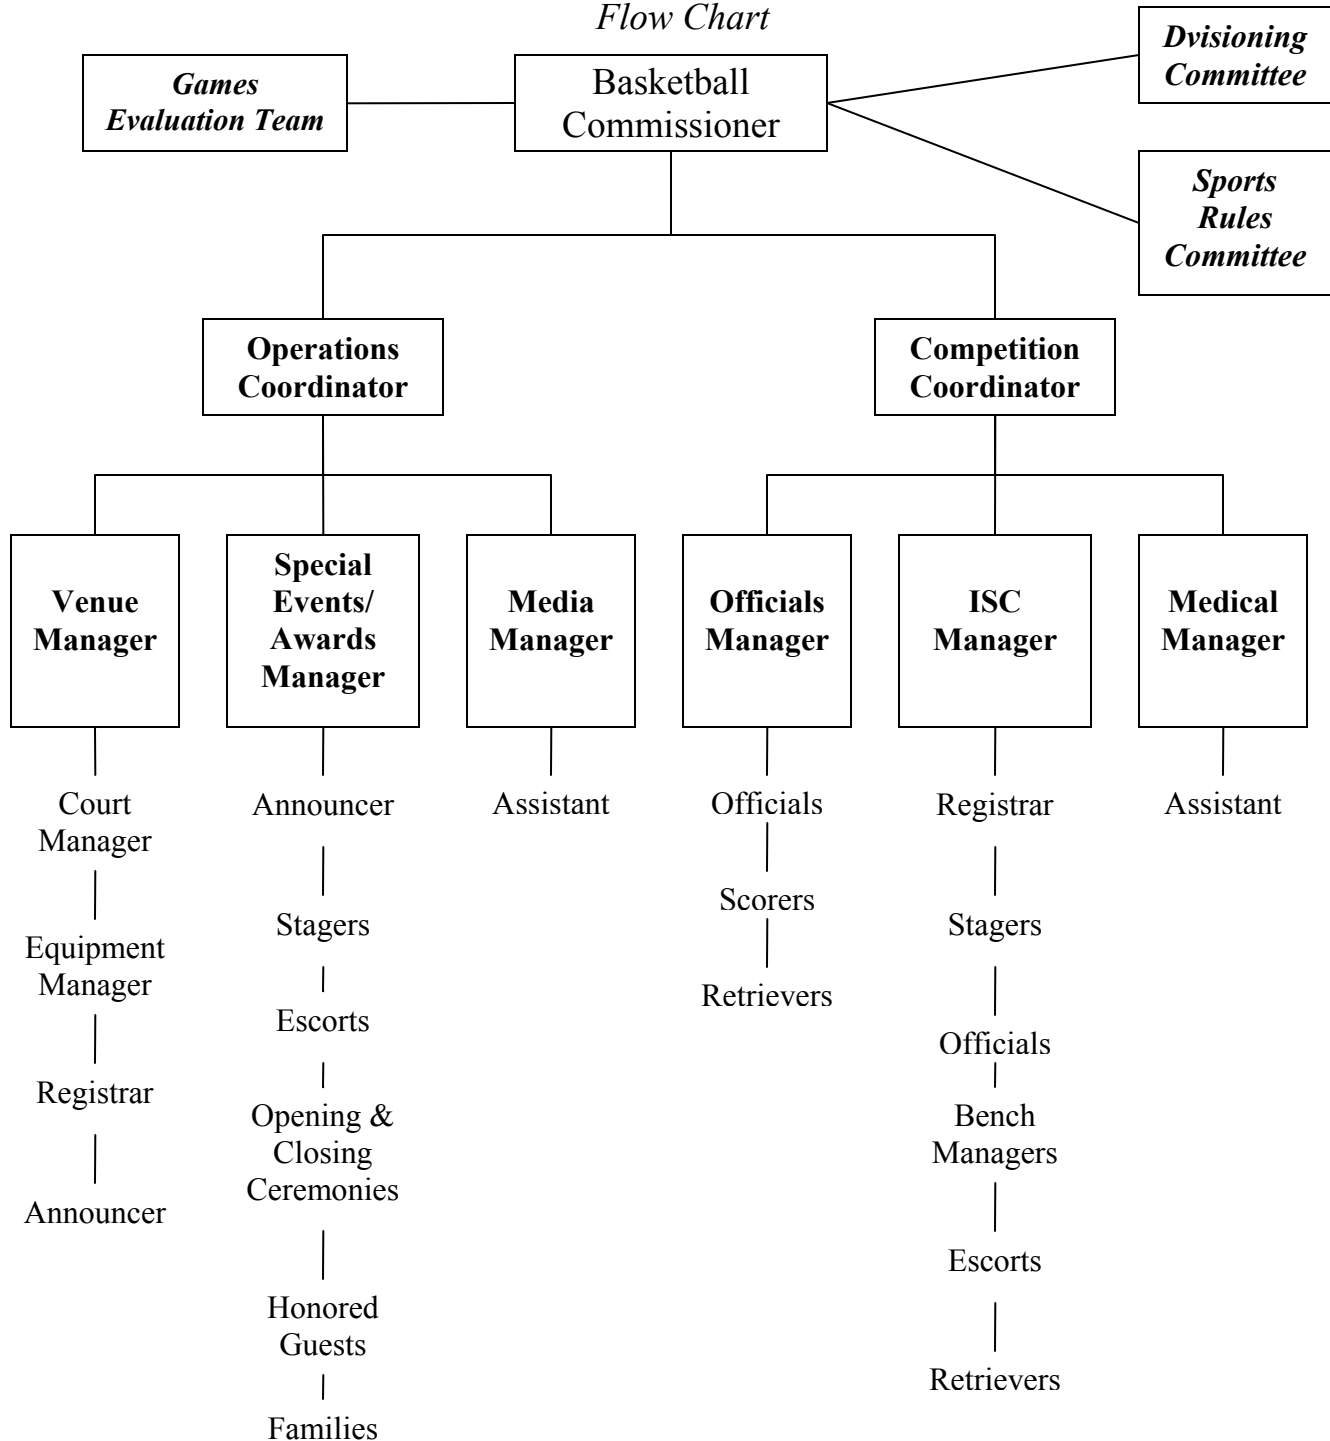 Flow Chart
Games
Evaluation Team
Basketball
Commissioner
Dvisioning
Committee
Sports
Rules
Committee
Operations
Coordinator
Competition
Coordinator
Venue
Manager
Special
Events/
Awards
Manager
Media
Manager
Officials
Manager
ISC
Manager
Medical
Manager
Court
Manager
Equipment
Manager
Registrar
Announcer
Announcer
Stagers
Escorts
Opening &
Closing
Ceremonies
Honored
Guests
Families
Assistant
Officials
Scorers
Retrievers
Registrar
Stagers
Officials
Bench
Managers
Escorts
Retrievers
Assistant